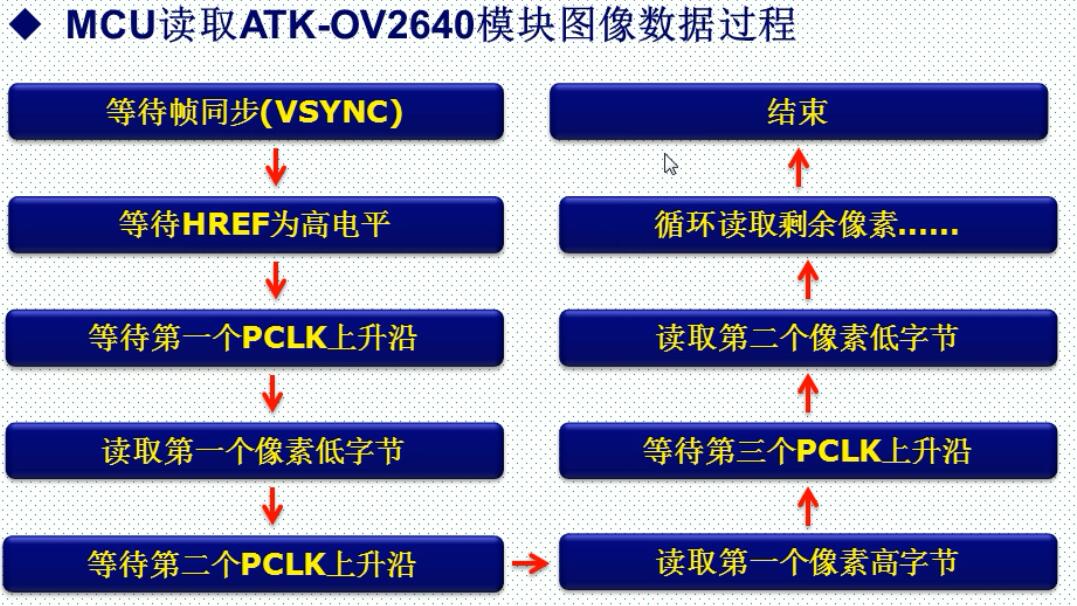 MCU读取ATK-OV2640模块图像数据过程
等待帧同步(VSYNC)
等待HREF为高电平
等待第一个PCLK上升沿
读取第一个像素低字节
等待第二个PCLK上升沿
读取第一个像素高字节
等待第三个PCLK上升沿
读取第二个像素低字节
循环读取剩余像素......
结束